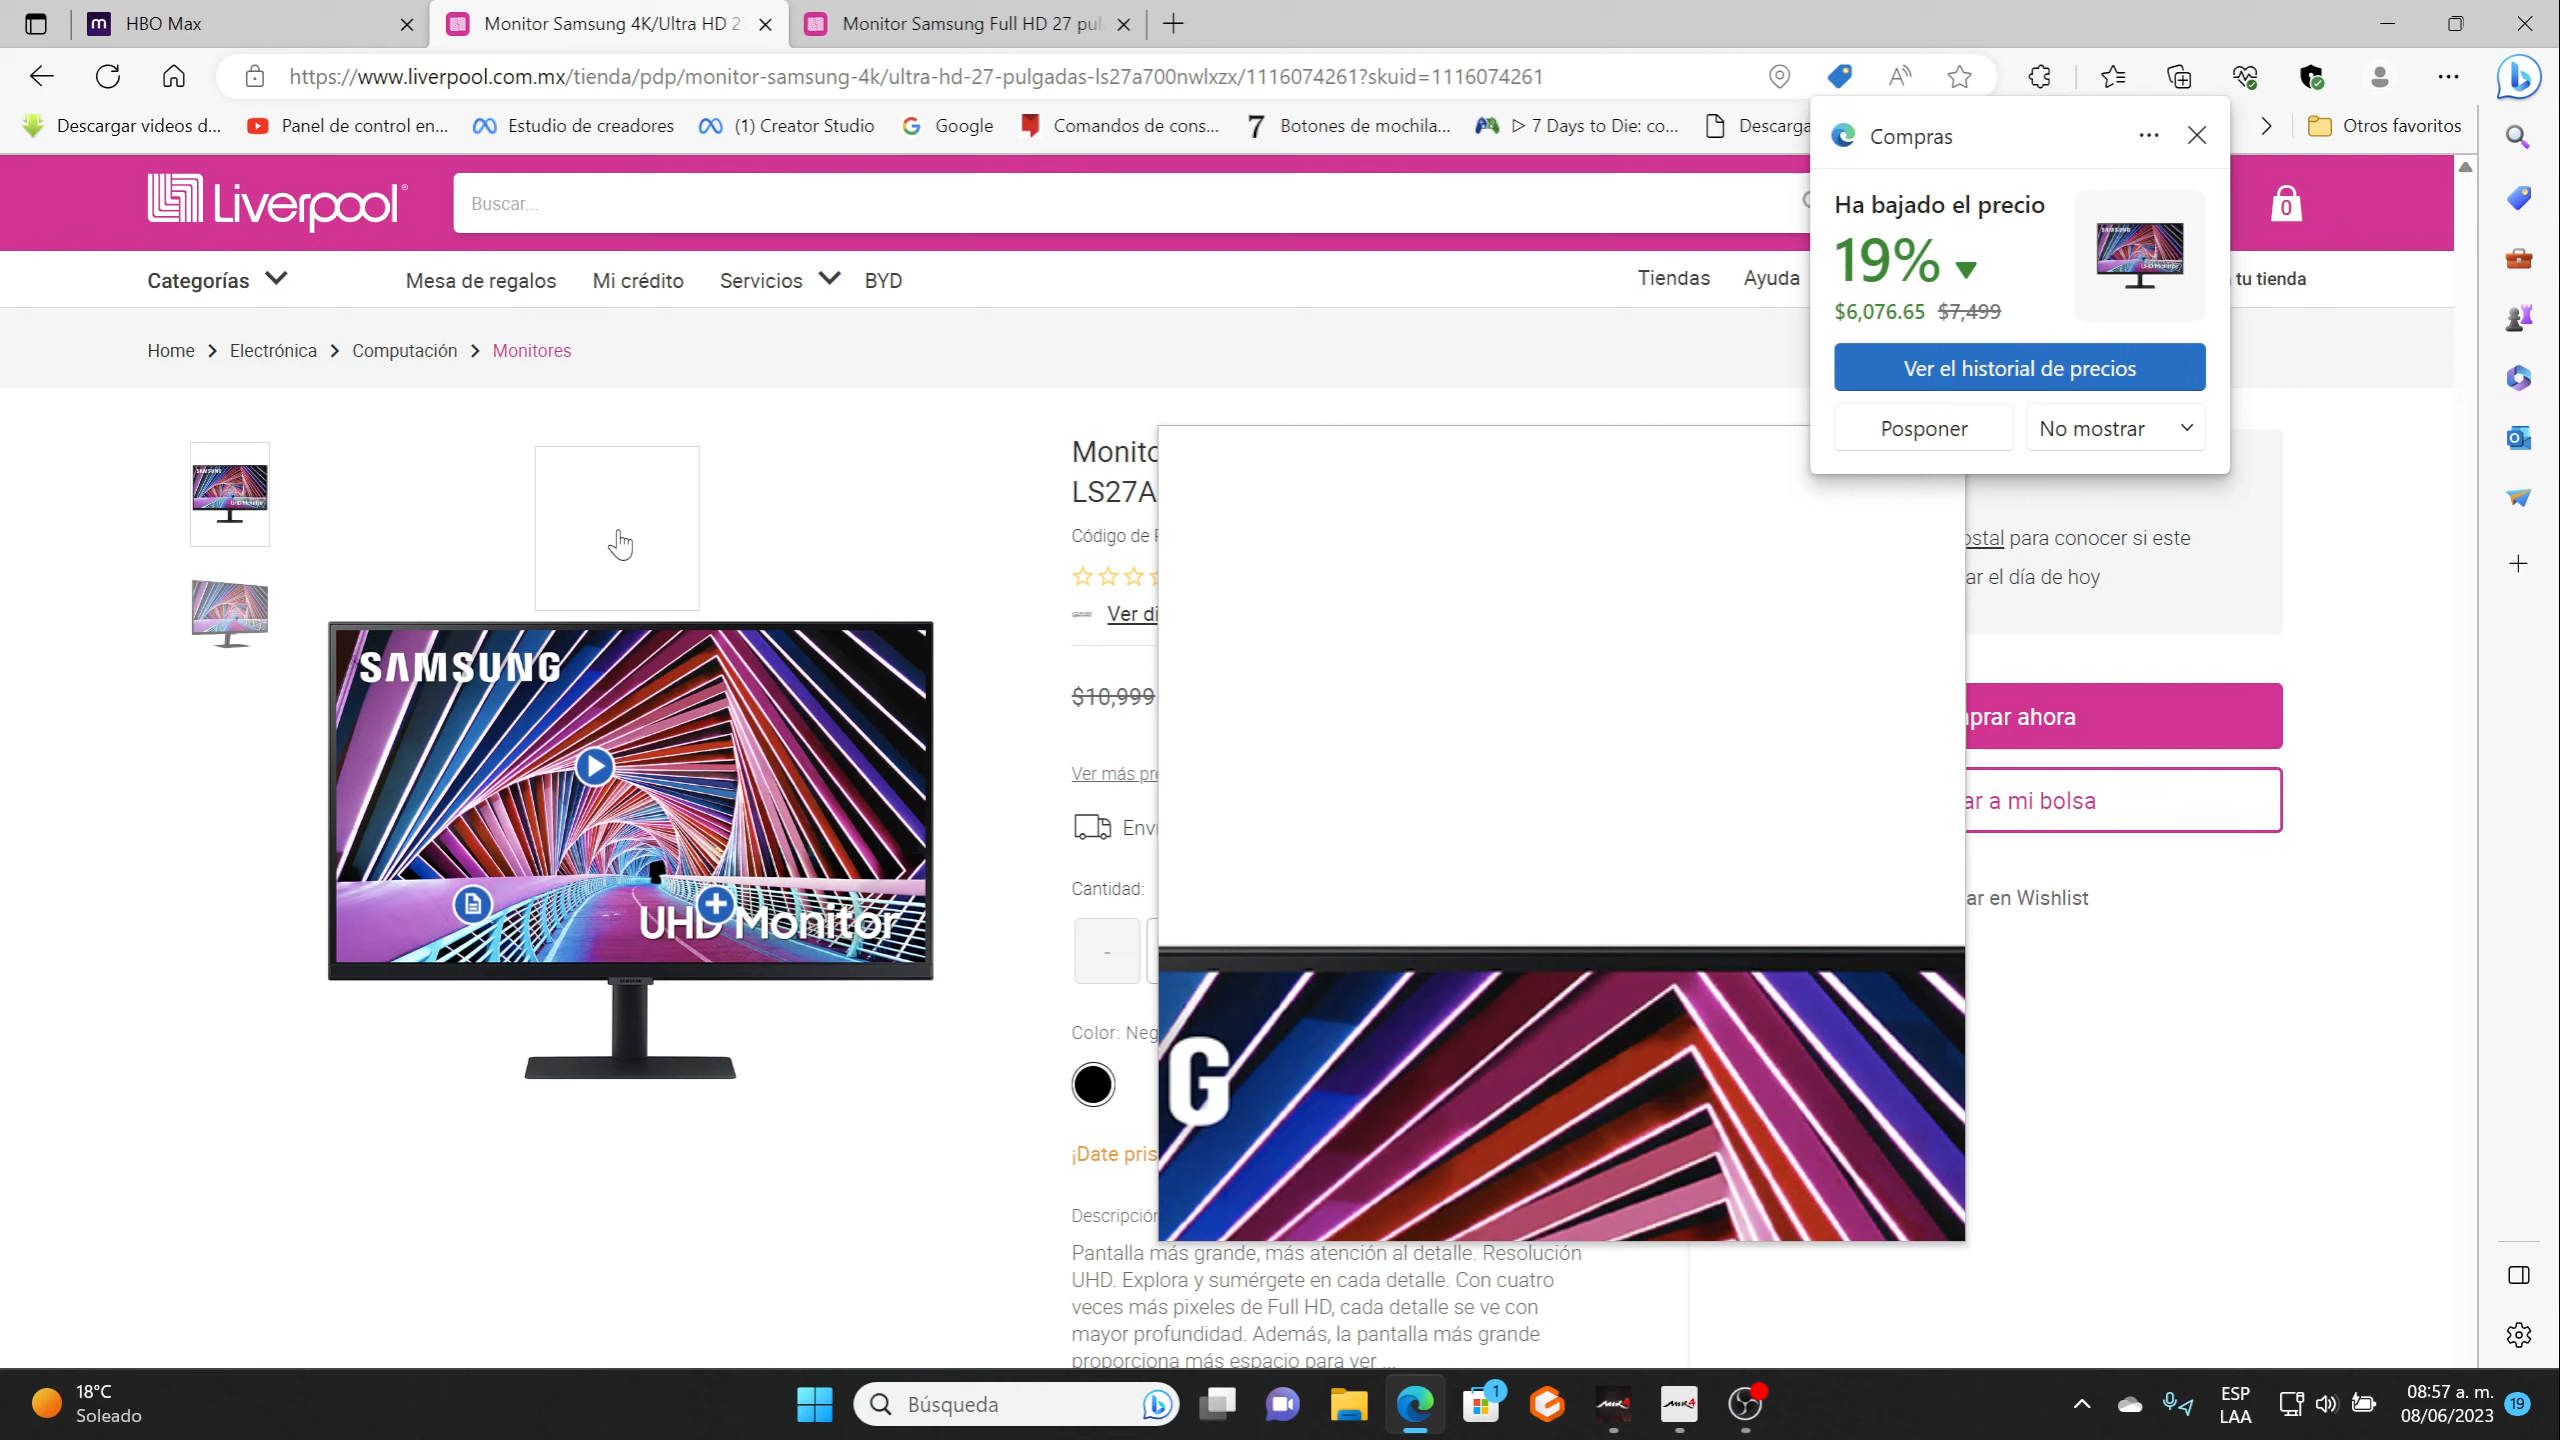 HBO Max
Monitor Samsung 4K/Ultra HD 2
Monitor Samsung Full HD 27 pul
https://www.liverpool.com.mx/tienda/pdp/monitor-samsung-4k/ultra-hd-27-pulgadas-ls27a700nwlxzx/1116074261?skuid=1116074261
Descargar videos d...
Panel de control en...
Estudio de creadores
(1) Creator Studio
Google
Comandos de cons...
Botones de mochila...
7 Days to Die: co...
Descarga
Otros favoritos
Compras
Ha bajado el precio
19%
$6,076.65 $7,499
Ver el historial de precios
Posponer
No mostrar
Liverpool
Buscar...
0
Categorías
Mesa de regalos
Mi crédito
Servicios
BYD
Tiendas
Ayuda
tu tienda
Home > Electrónica > Computación > Monitores
SAMSUNG
UHD Monitor
Monito
LS27A
Código de
Ver di
$10,999
Ver más pr
Env
Cantidad:
-
Color: Neg
¡Date pris
Descripción
Pantalla más grande, más atención al detalle. Resolución
UHD. Explora y sumérgete en cada detalle. Con cuatro
veces más pixeles de Full HD, cada detalle se ve con
mayor profundidad. Además, la pantalla más grande
proporciona más espacio para ver ...
G
ostal para conocer si este
ar el día de hoy
prar ahora
ar a mi bolsa
ar en Wishlist
18°C
Soleado
Búsqueda
1
ESP
LAA
08:57 a. m.
08/06/2023
19